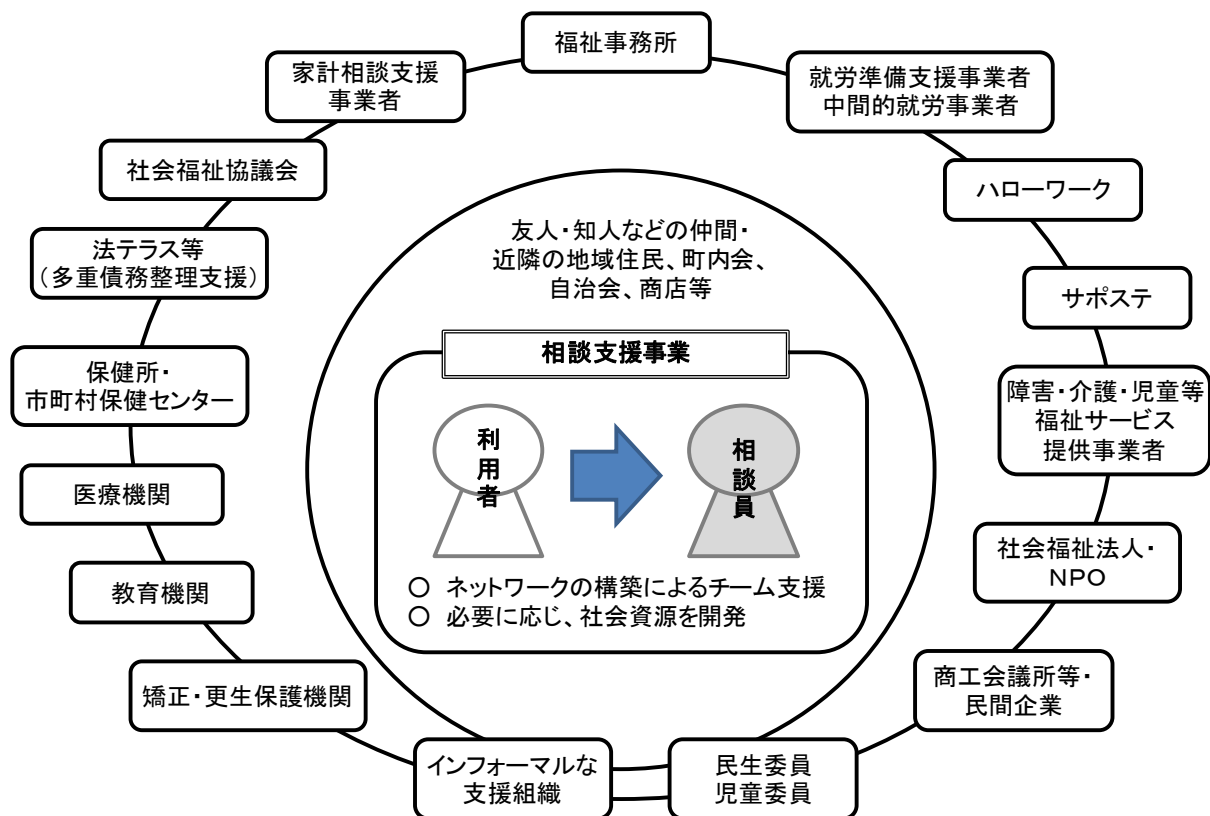 福祉事務所
家計相談支援
事業者
就労準備支援事業者
中間的就労事業者
社会福祉協議会
ハローワーク
法テラス等
（多重債務整理支援）
サポステ
保健所・
市町村保健センター
障害・介護・児童等
福祉サービス
提供事業者
医療機関
社会福祉法人・
NPO
教育機関
商工会議所等・
民間企業
矯正・更生保護機関
インフォーマルな
支援組織
民生委員
児童委員
友人・知人などの仲間・
近隣の地域住民、町内会、
自治会、商店等
相談支援事業
利用者
相談員
○ ネットワークの構築によるチーム支援
○ 必要に応じ、社会資源を開発